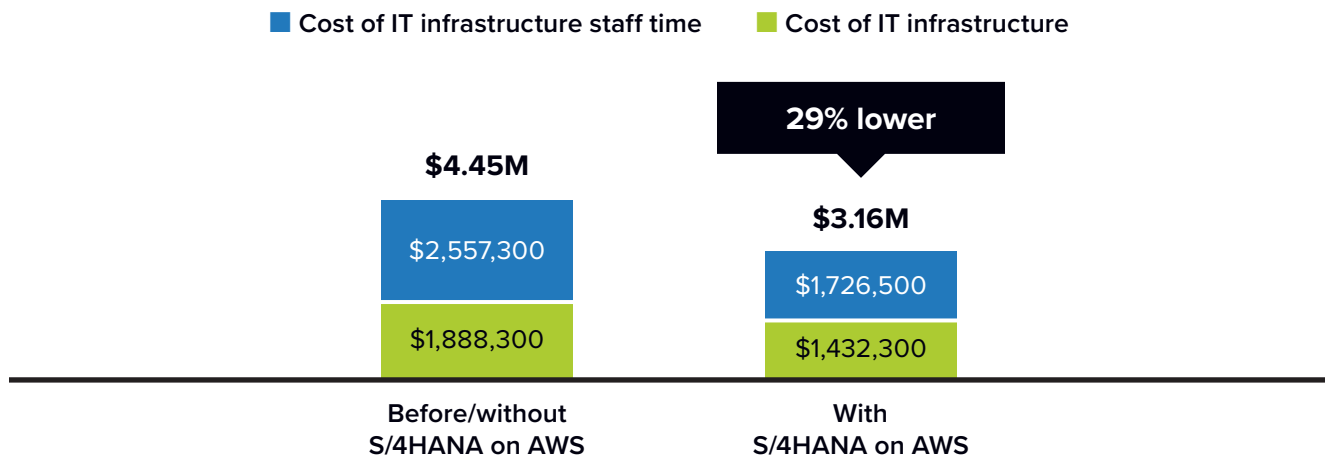 Cost of IT infrastructure staff time
Cost of IT infrastructure
29% lower
$4.45M
$3.16M
$2,557,300
$1,726,500
$1,888,300
$1,432,300
Before/without
S/4HANA on AWS
With
S/4HANA on AWS